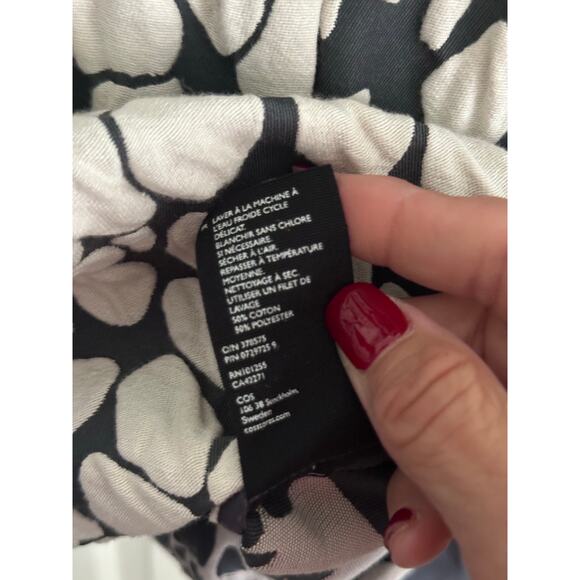 LAVER À LA MACHINE À
L'EAU FROIDE CYCLE
DÉLICAT.
BLANCHIR SANS CHLORE
SI NÉCESSAIRE.
SÉCHER À L'AIR.
REPASSER À TEMPÉRATURE
MOYENNE.
NETTOYAGE À SEC.
UTILISER UN FILET DE
LAVAGE
50% COTON
50% POLYESTER
O/N 378575
P/N 0729725 9
RN101255
CA42271
COS
106 38 Stockholm,
Sweden
cosstores.com